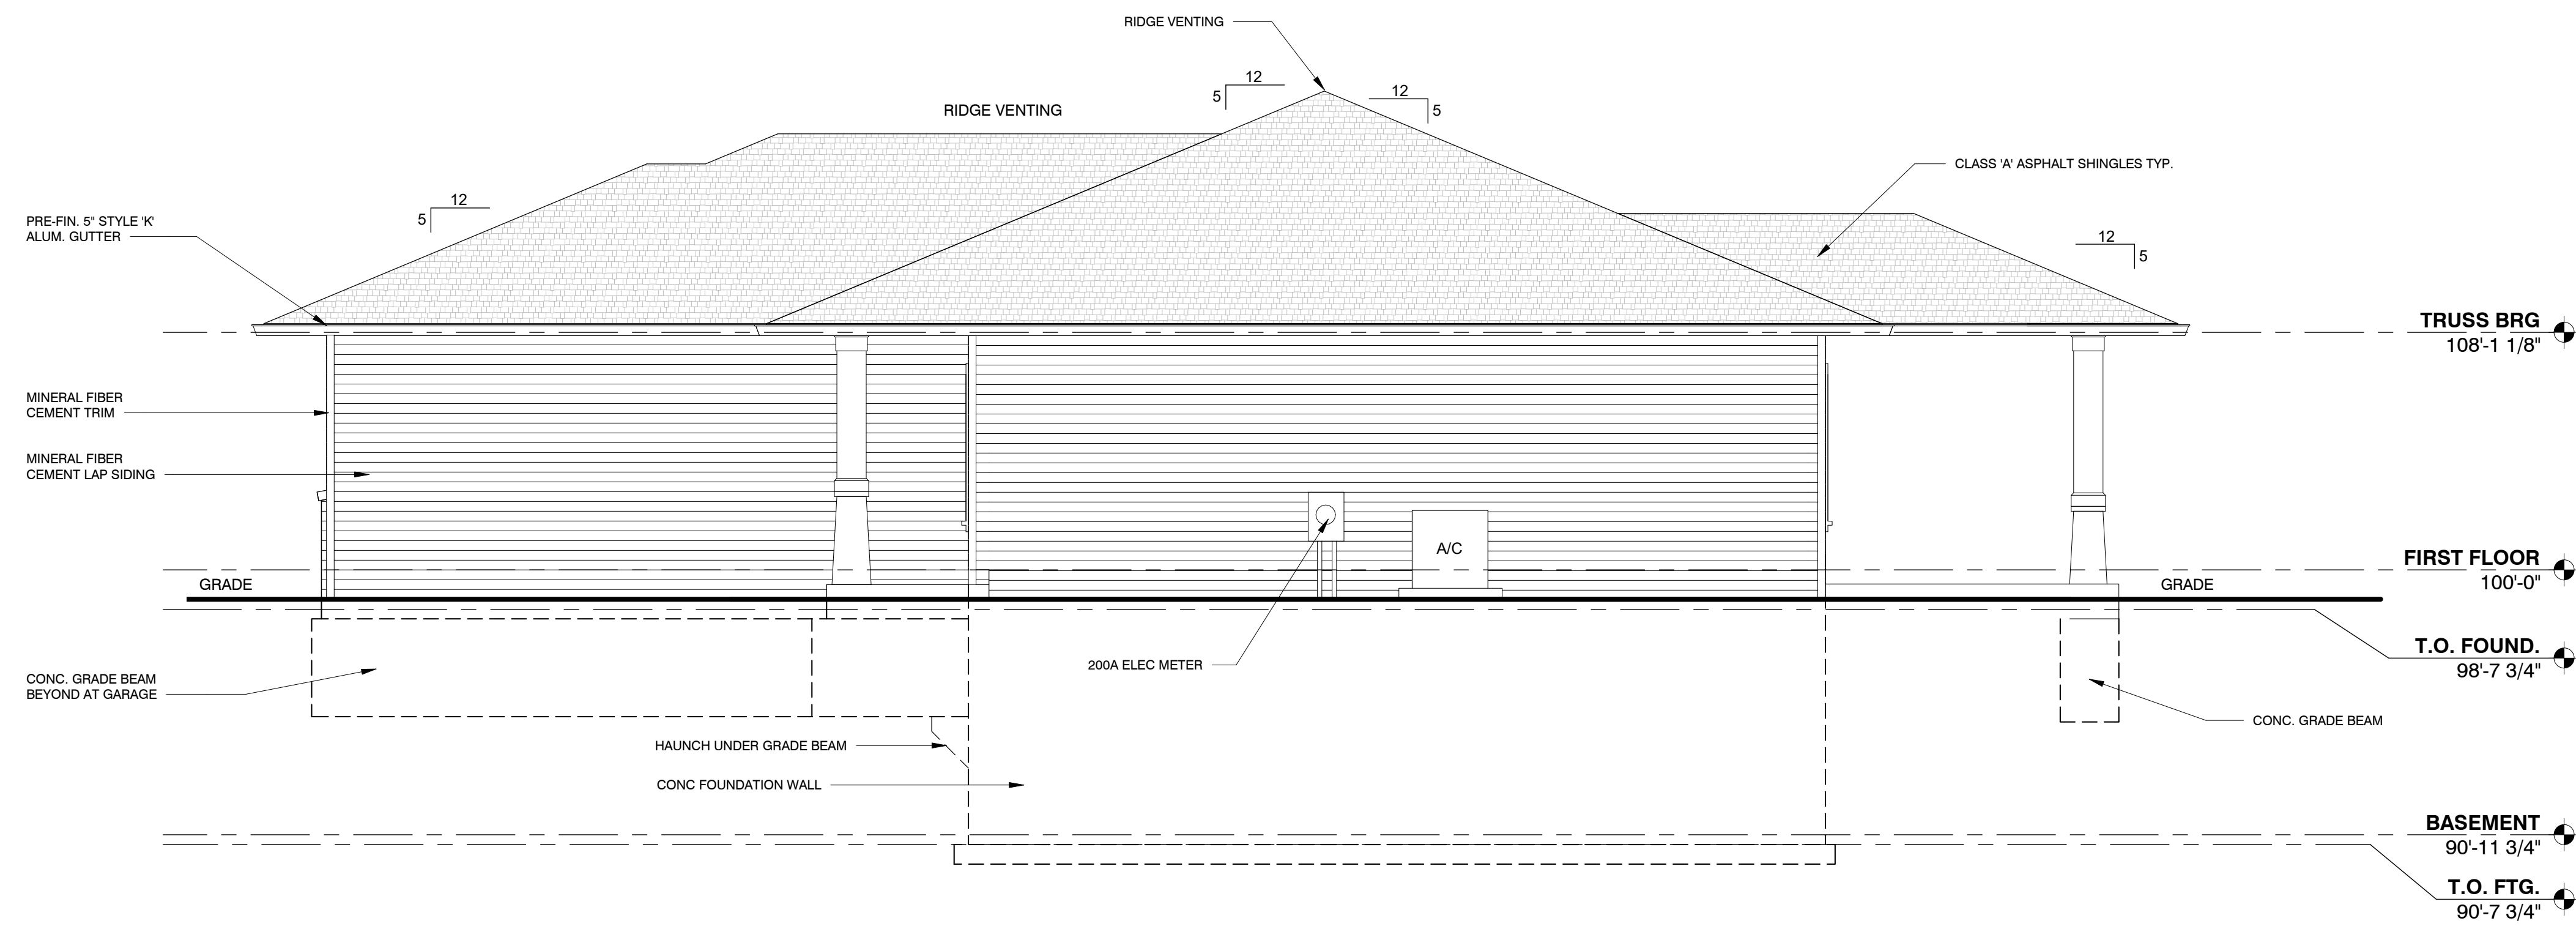 RIDGE VENTING
12
5
12
5
RIDGE VENTING
CLASS 'A' ASPHALT SHINGLES TYP.
12
5
PRE-FIN. 5" STYLE 'K'
ALUM. GUTTER
12
5
TRUSS BRG
108'-1 1/8"
MINERAL FIBER
CEMENT TRIM
MINERAL FIBER
CEMENT LAP SIDING
A/C
FIRST FLOOR
100'-0"
GRADE
GRADE
T.O. FOUND.
98'-7 3/4"
200A ELEC METER
CONC. GRADE BEAM
BEYOND AT GARAGE
CONC. GRADE BEAM
HAUNCH UNDER GRADE BEAM
CONC FOUNDATION WALL
BASEMENT
90'-11 3/4"
T.O. FTG.
90'-7 3/4"